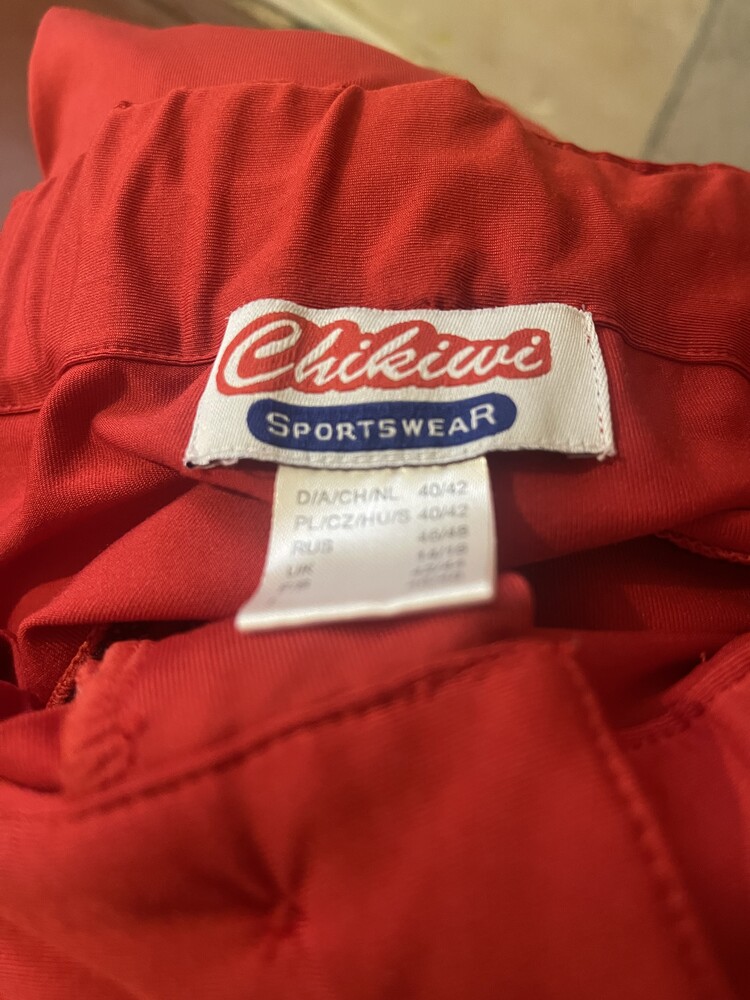 Chikiwi
SPORTSWEAR
D/A/CH/NL 40/42
PL/CZ/HU/S 40/42
RUS 46/48
UK